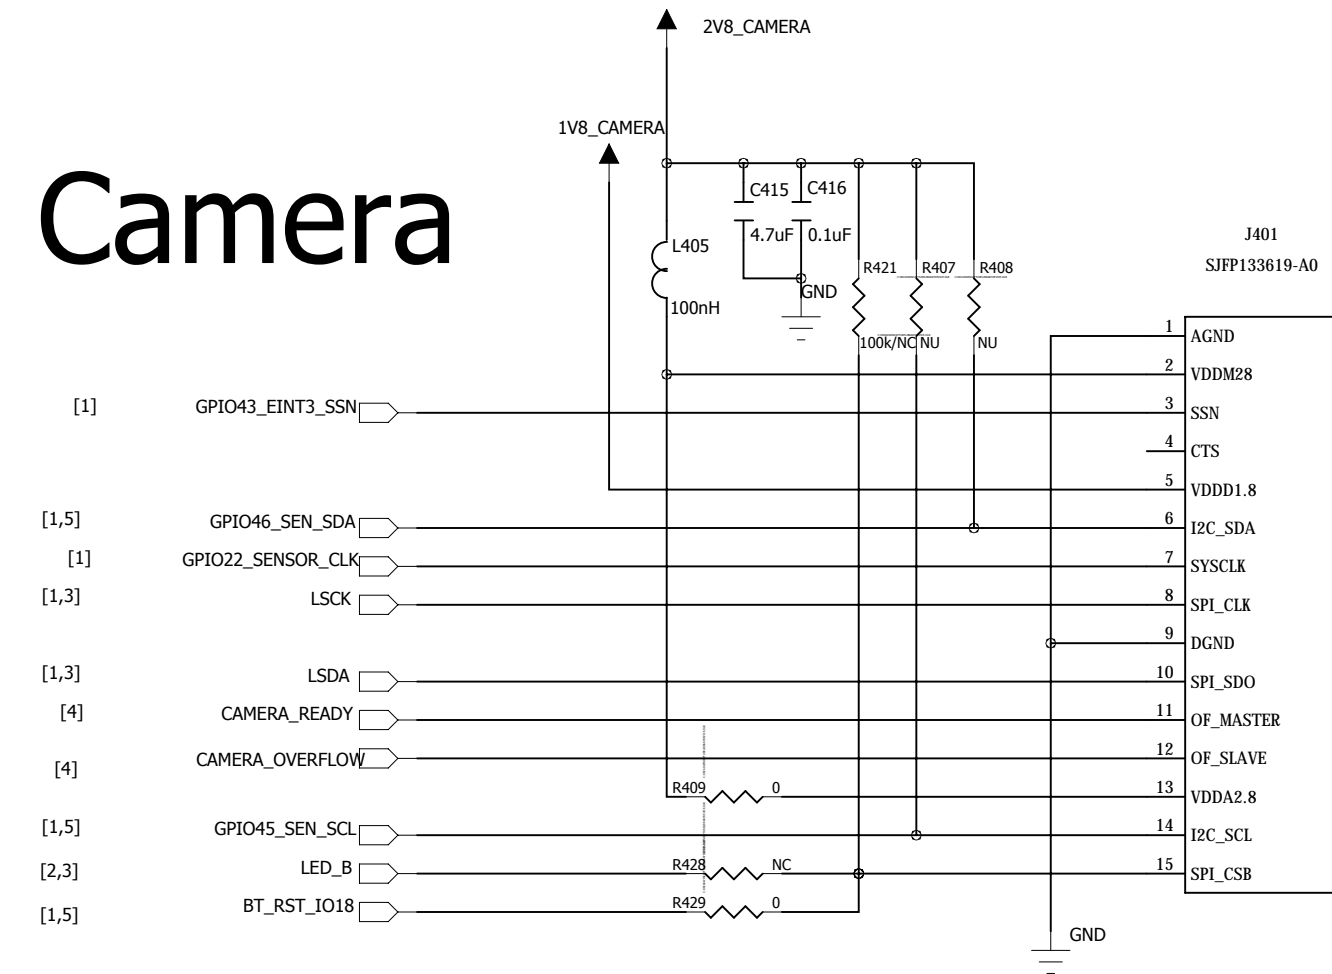 2V8_CAMERA
1V8_CAMERA
Camera
C415
C416
4.7uF
0.1uF
L405
100nH
GND
R421
R407
R408
100k/NC
NU
NU
J401
SJFP133619-A0
1 AGND
2 VDDM28
[1] GPIO43_EINT3_SSN 3 SSN
4 CTS
5 VDDD1.8
[1,5] GPIO46_SEN_SDA 6 I2C_SDA
[1] GPIO22_SENSOR_CLK 7 SYSCLK
[1,3] LSCK 8 SPI_CLK
9 DGND
[1,3] LSDA 10 SPI_SDO
[4] CAMERA_READY 11 OF_MASTER
[4] CAMERA_OVERFLOW 12 OF_SLAVE
R409 0 13 VDDA2.8
[1,5] GPIO45_SEN_SCL 14 I2C_SCL
[2,3] LED_B R428 NC 15 SPI_CSB
[1,5] BT_RST_IO18 R429 0
GND